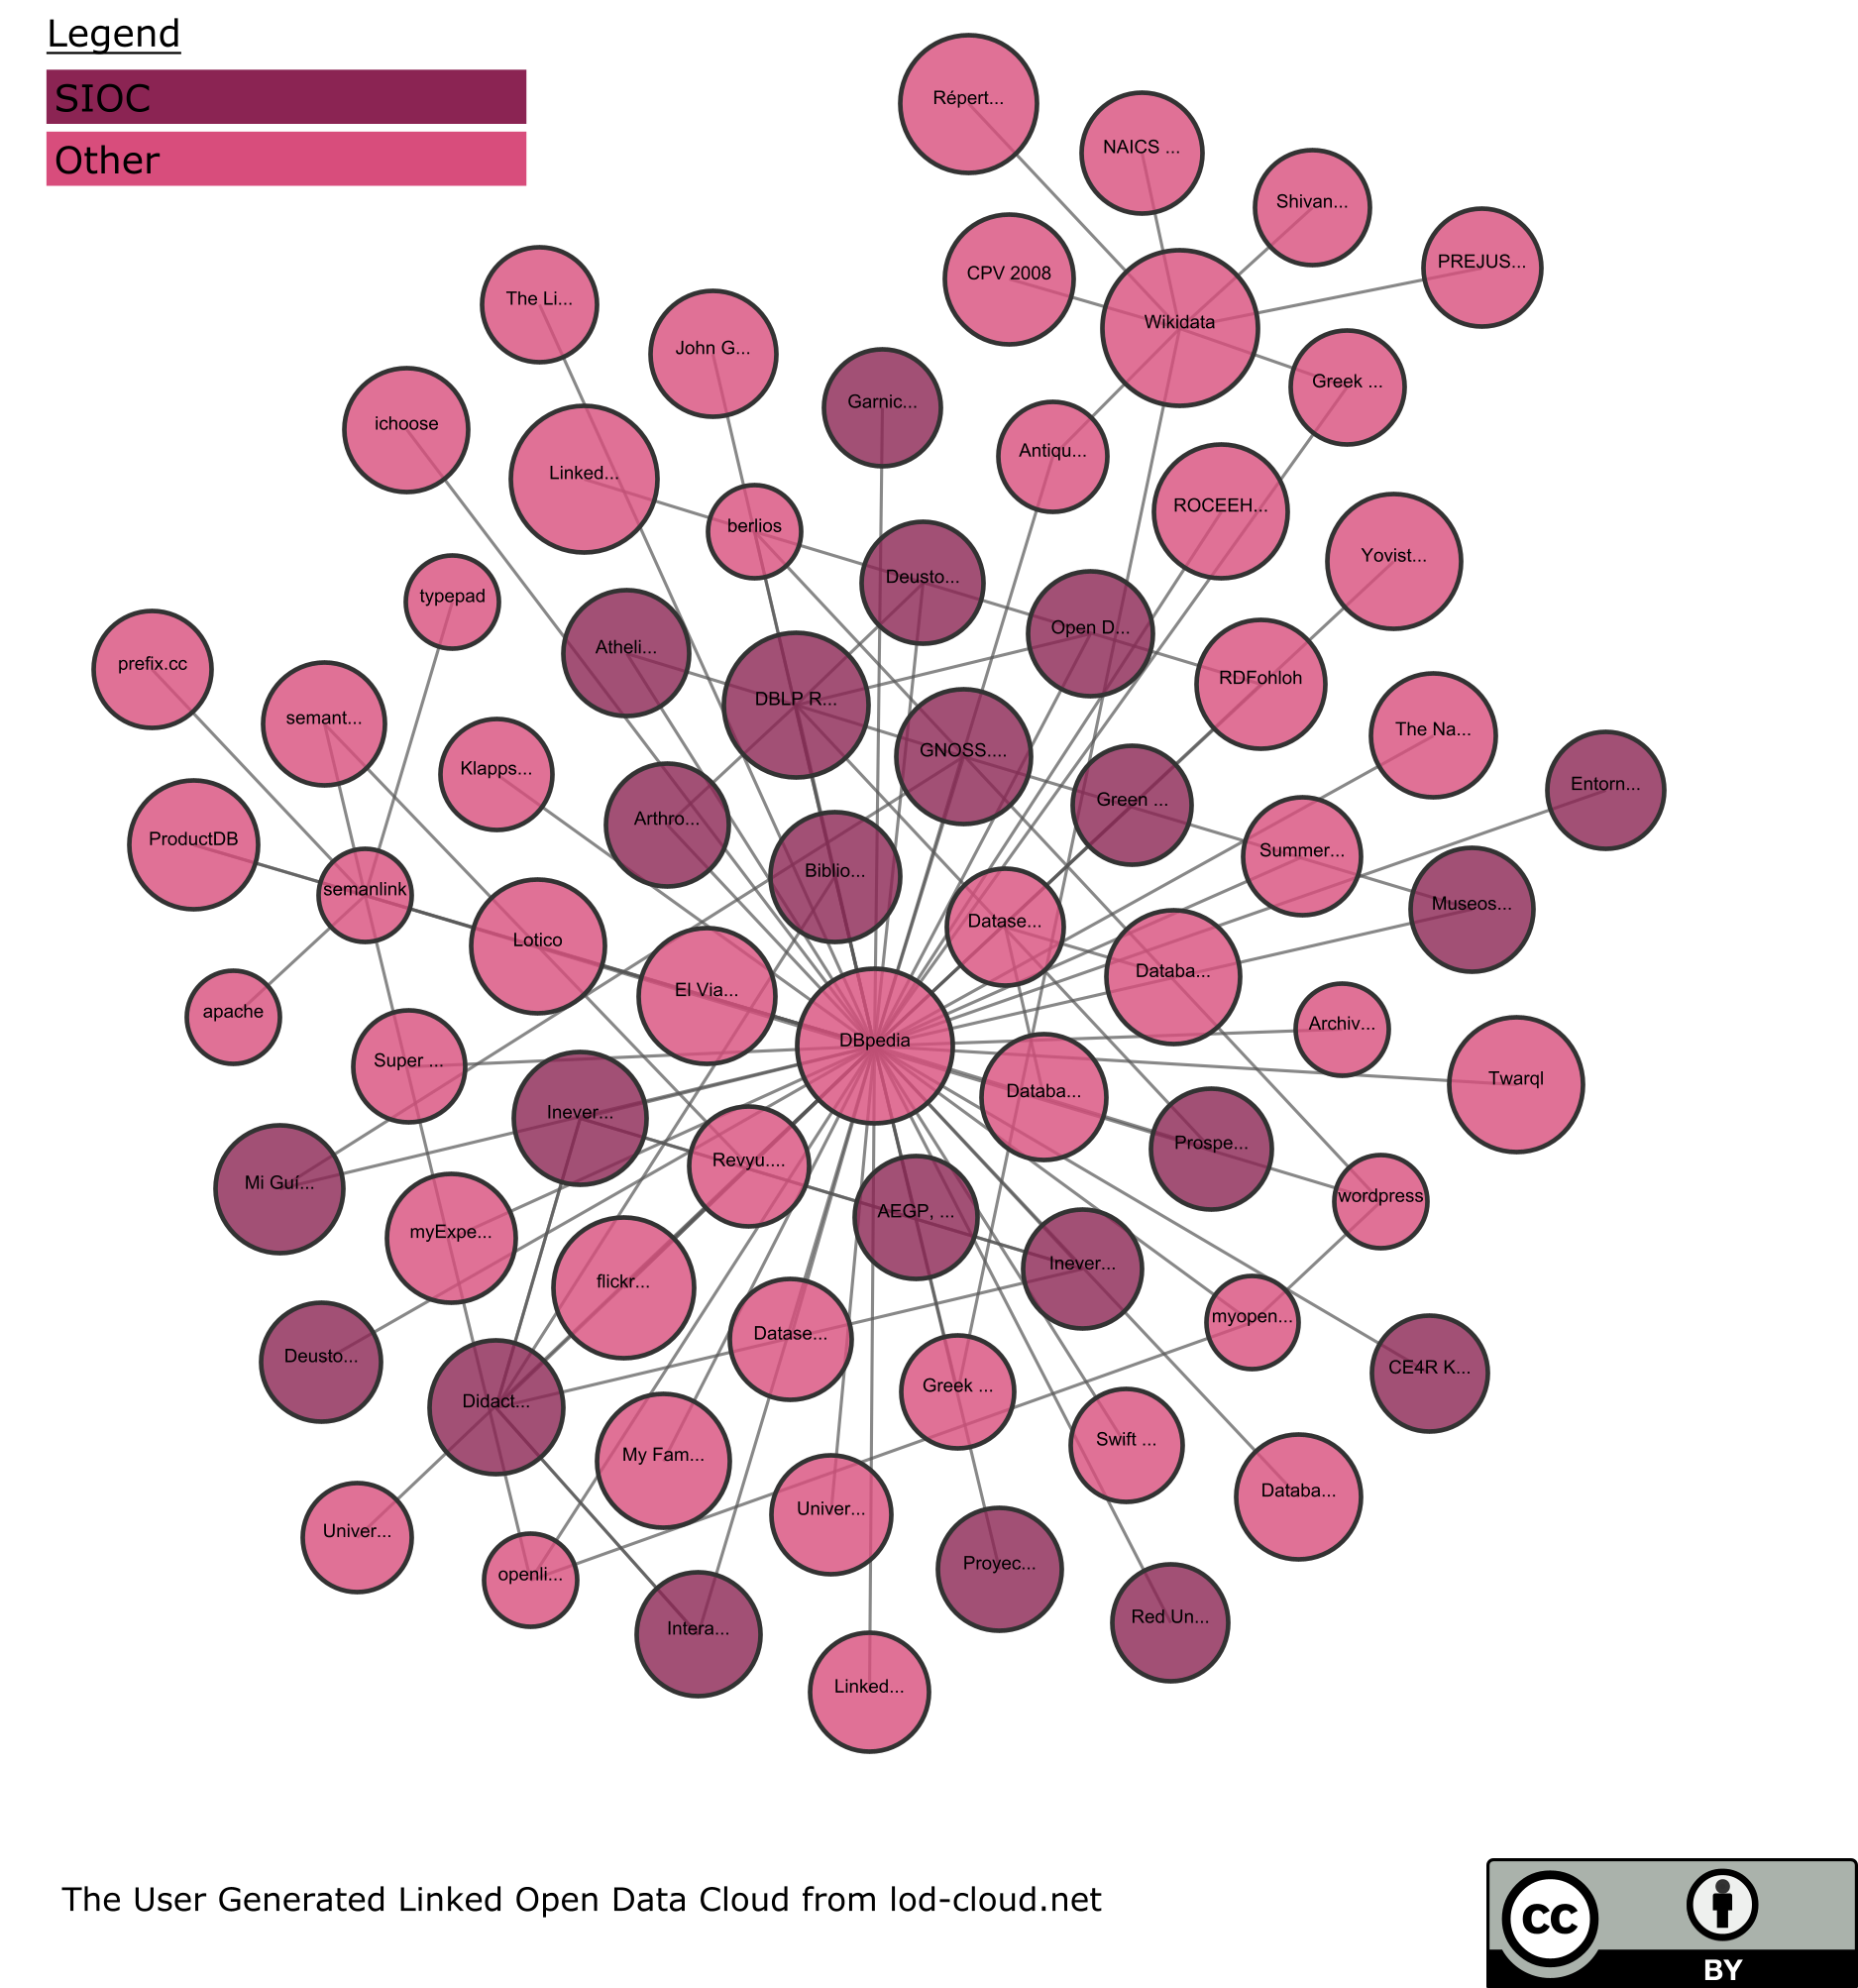 Legend
SIOC
Other
Répert...
NAICS ...
Shivan...
PREJUS...
CPV 2008
The Li...
Wikidata
John G...
Greek ...
Garnic...
ichoose
Antiqu...
Linked...
ROCEEH...
berlios
Yovist...
Deusto...
typepad
Open D...
Atheli...
prefix.cc
RDFohloh
DBLP R...
semant...
The Na...
GNOSS....
Klapps...
Entorn...
Green ...
Arthro...
ProductDB
Summer...
Biblio...
semanlink
Museos...
Datase...
Lotico
Databa...
El Via...
apache
Archiv...
DBpedia
Super ...
Twarql
Databa...
Inever...
Prospe...
Revyu....
Mi Guí...
wordpress
AEGP, ...
myExpe...
Inever...
flickr...
myopen...
Datase...
Deusto...
CE4R K...
Greek ...
Didact...
Swift ...
My Fam...
Databa...
Univer...
Univer...
Proyec...
openli...
Red Un...
Intera...
Linked...
The User Generated Linked Open Data Cloud from lod-cloud.net
cc
BY